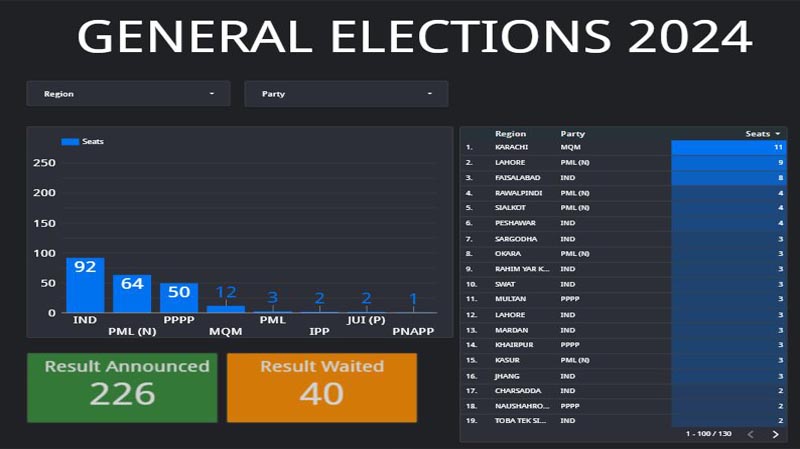 GENERAL ELECTIONS 2024
Region
Party
Seats
250
200
150
100
50
0
92
64
50
12
3
2
2
1
IND
PML (N)
PPPP
MQM
PML
IPP
JUI (P)
PNAPP
Result Announced
226
Result Waited
40
Region Party Seats
1. KARACHI MQM 11
2. LAHORE PML (N) 9
3. FAISALABAD IND 8
4. RAWALPINDI PML (N) 4
5. SIALKOT PML (N) 4
6. PESHAWAR IND 4
7. SARGODHA IND 3
8. OKARA PML (N) 3
9. RAHIM YAR K... IND 3
10. SWAT IND 3
11. MULTAN PPPP 3
12. LAHORE IND 3
13. MARDAN IND 3
14. KHAIRPUR PPPP 3
15. KASUR PML (N) 3
16. JHANG IND 3
17. CHARSADDA IND 2
18. NAUSHAHRO... PPPP 2
19. TOBA TEK SI... IND 2
1 - 100 / 130